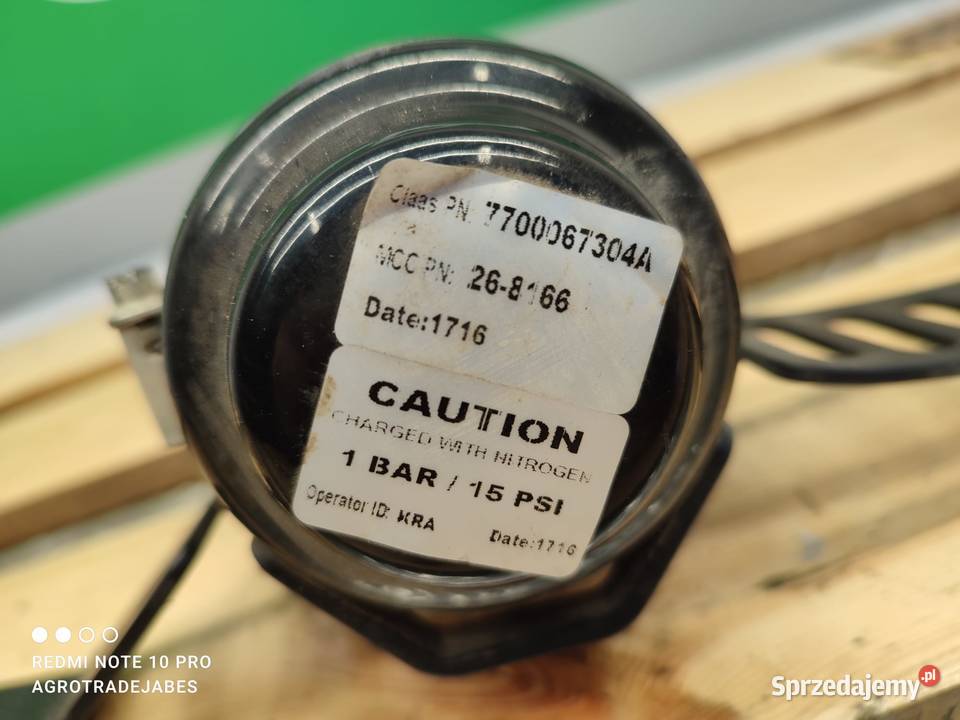 Claas PN: 7700067304A
MCC PN: 26-8166
Date:1716
CAUTION
CHARGED WITH NITROGEN
1 BAR / 15 PSI
Operator ID: KRA
Date:1716
REDMI NOTE 10 PRO
AGROTRADEJABES
Sprzedajemy.pl